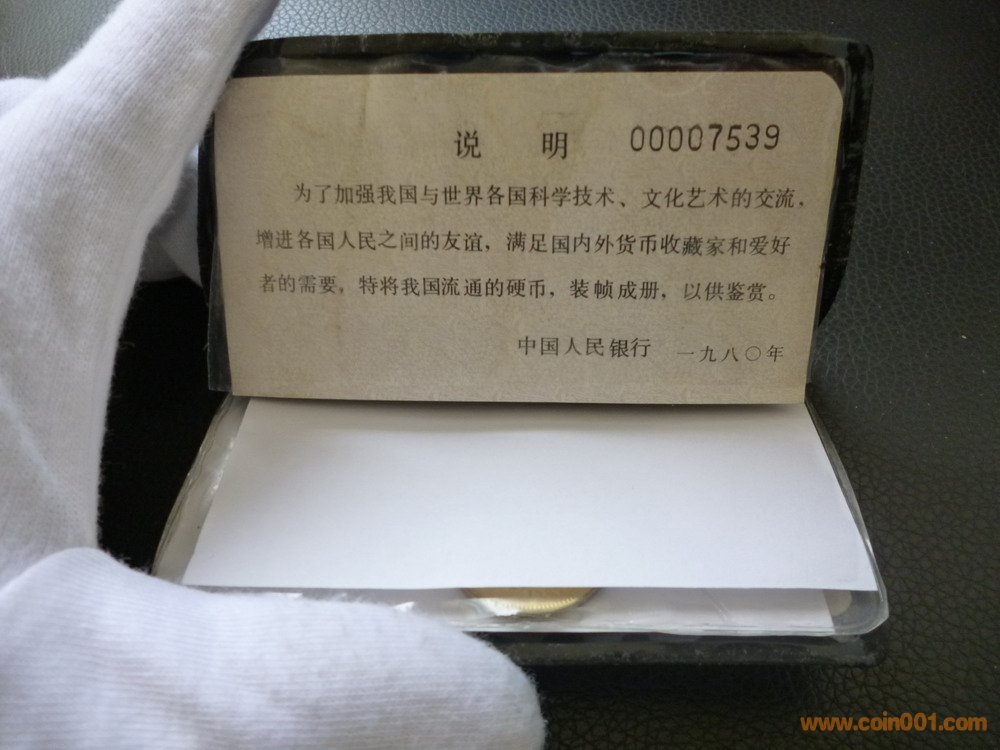 说 明 00007539
为了加强我国与世界各国科学技术、文化艺术的交流，
增进各国人民之间的友谊，满足国内外货币收藏家和爱好
者的需要，特将我国流通的硬币，装帧成册，以供鉴赏。
中国人民银行 一九八〇年
www.coin001.com